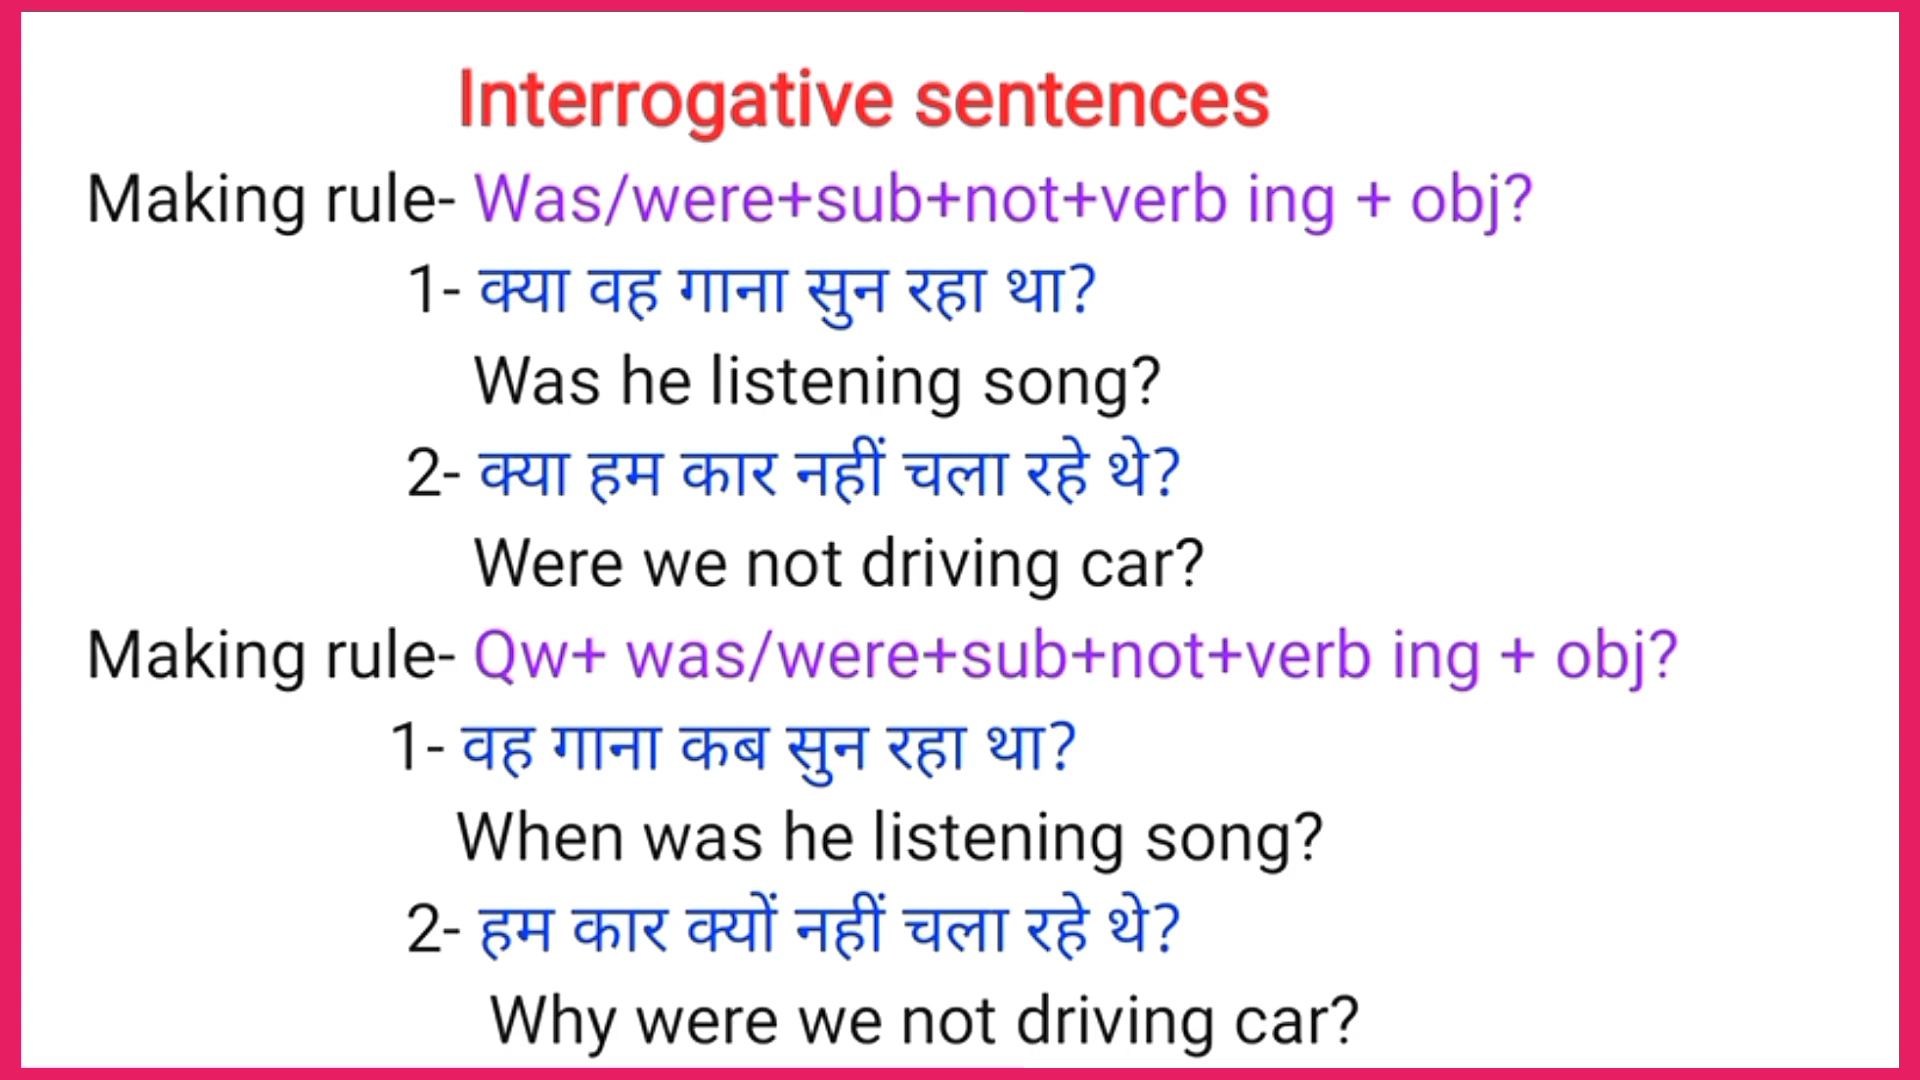 Interrogative sentences
Making rule- Was/were+sub+not+verb ing + obj?
1- क्या वह गाना सुन रहा था?
Was he listening song?
2- क्या हम कार नहीं चला रहे थे?
Were we not driving car?
Making rule- Qw+ was/were+sub+not+verb ing + obj?
1- वह गाना कब सुन रहा था?
When was he listening song?
2- हम कार क्यों नहीं चला रहे थे?
Why were we not driving car?